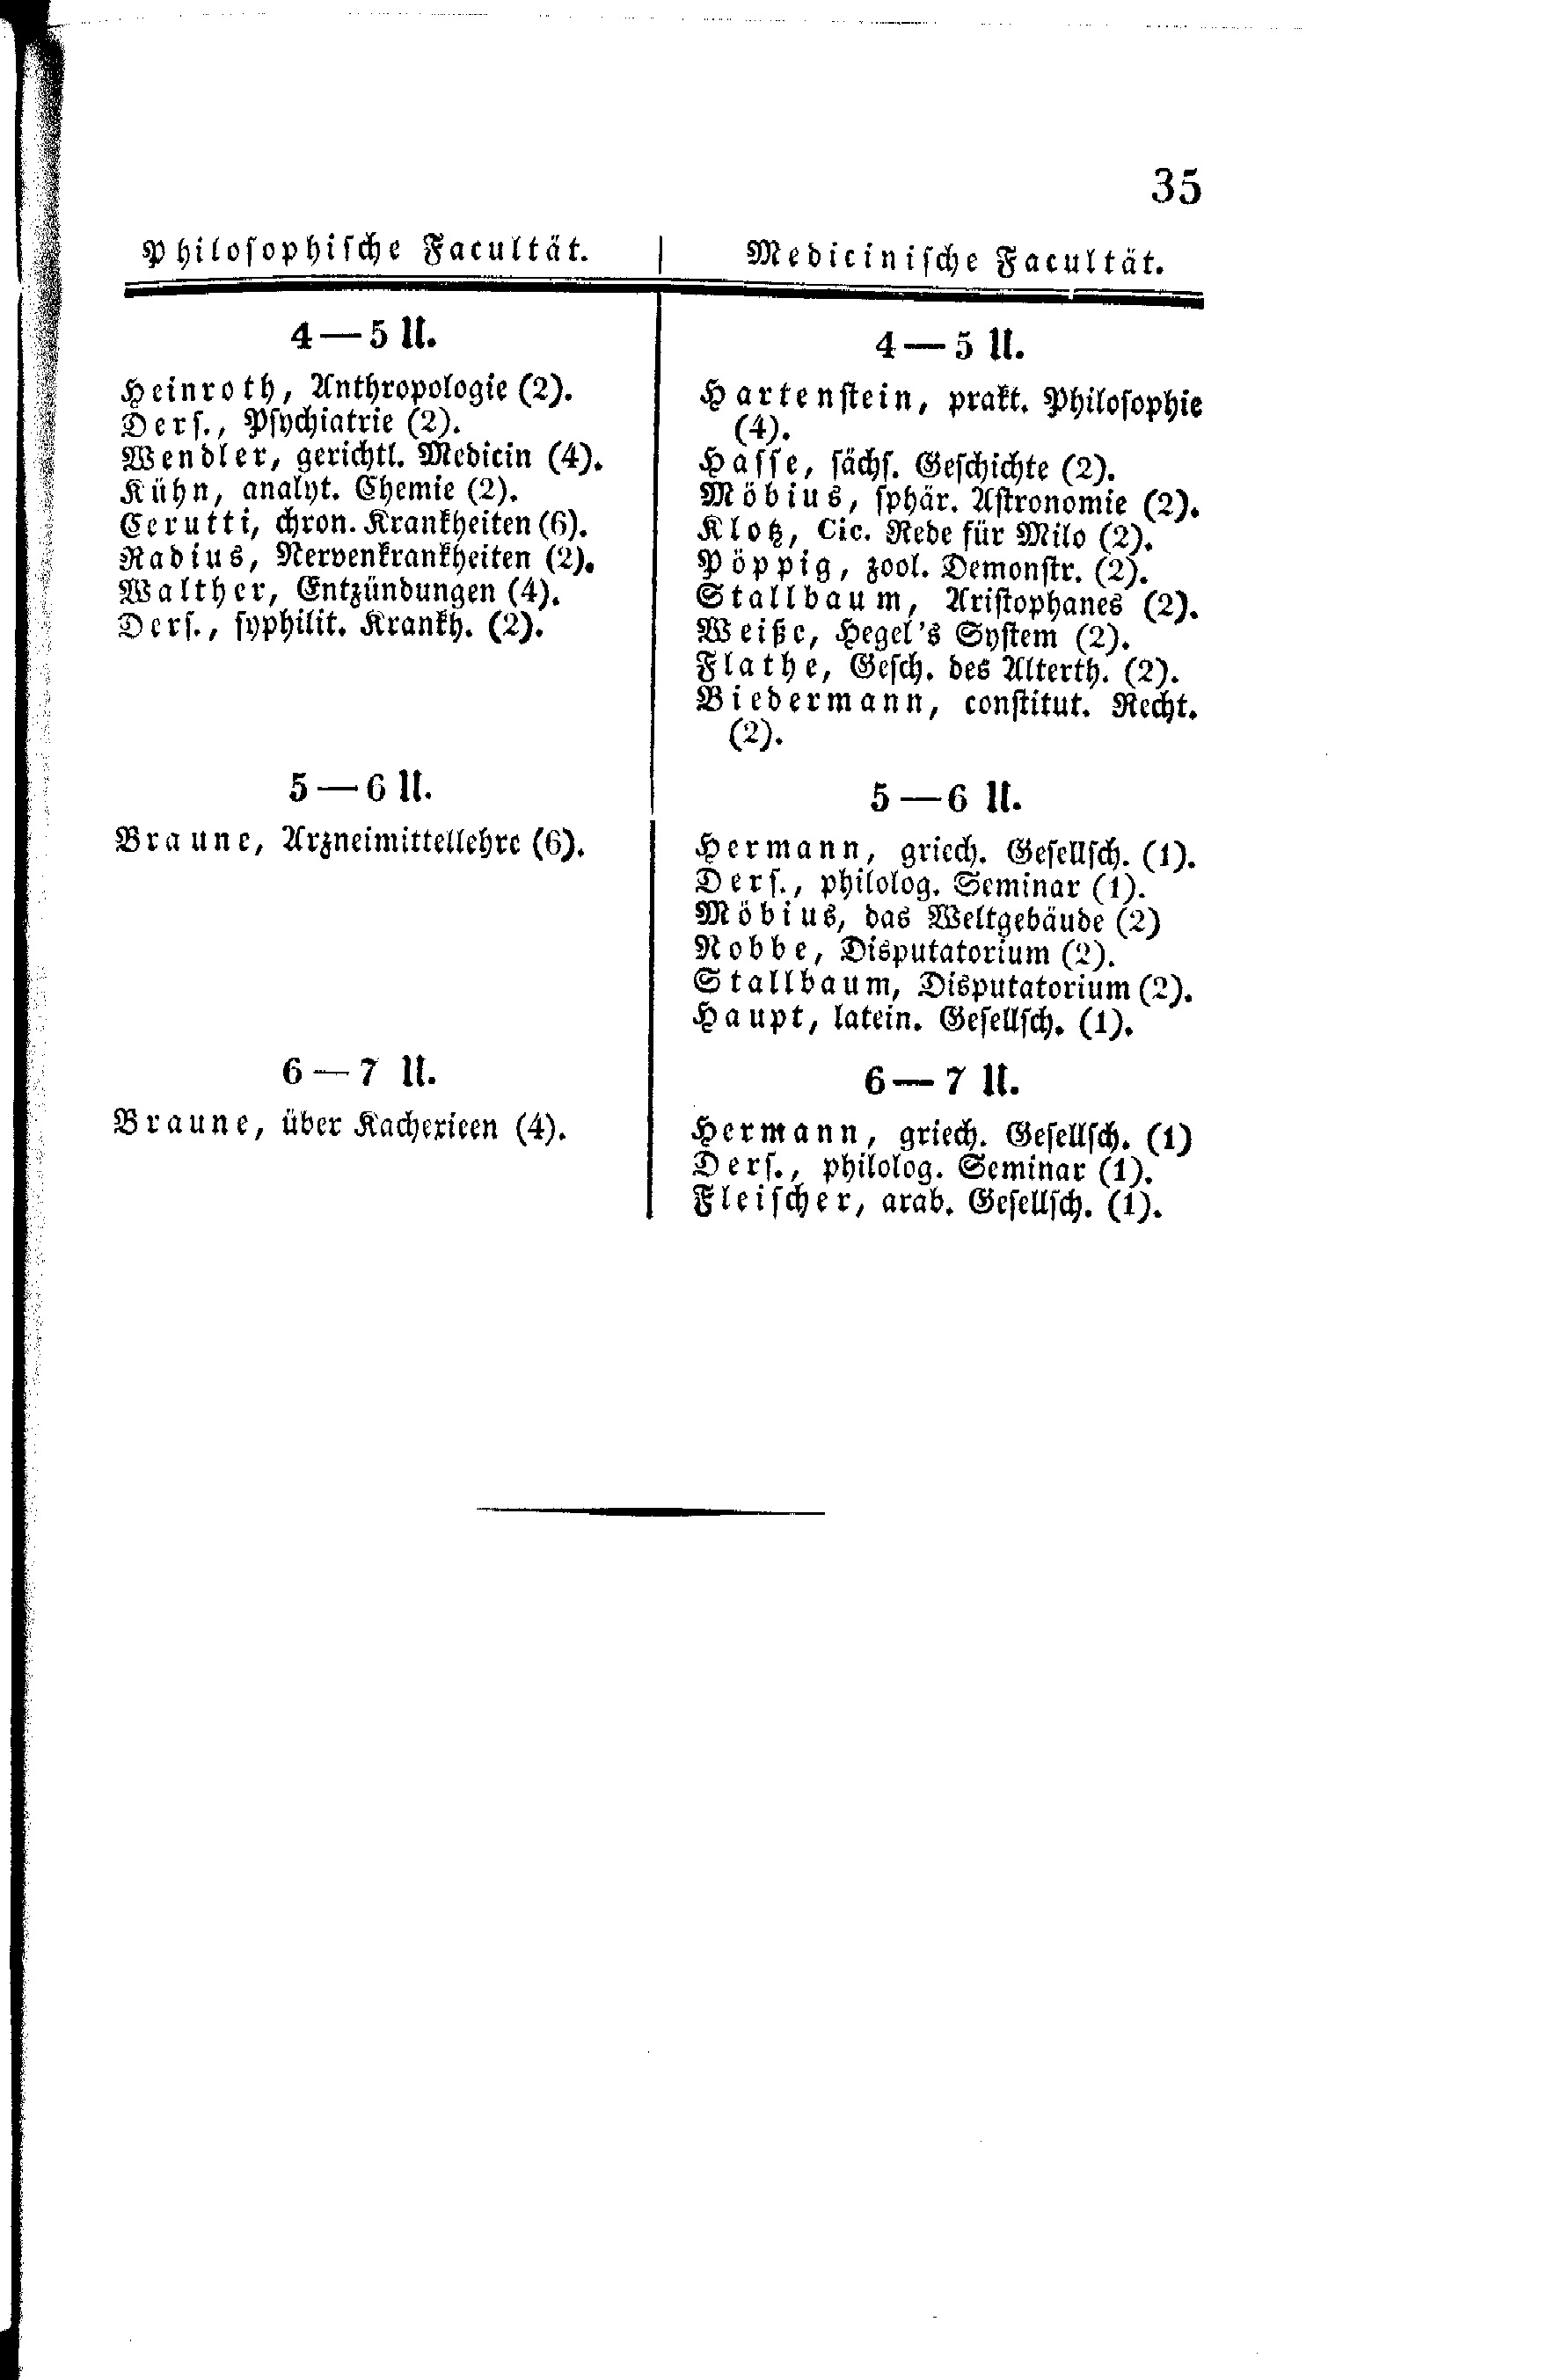 35
Philosophische Facultät.
4—5 U.
Heinroth, Anthropologie (2).
Ders., Psychiatrie (2).
Wendler, gerichtl. Medicin (4).
Kühn, analyt. Chemie (2).
Cerutti, chron. Krankheiten (6).
Radius, Nervenkrankheiten (2).
Walther, Entzündungen (4).
Ders., syphilit. Krankh. (2).
5—6 U.
Braune, Arzneimittellehre (6).
6—7 U.
Braune, über Kachexieen (4).
Medicinische Facultät.
4—5 U.
Hartenstein, prakt. Philosophie
(4).
Hasse, sächs. Geschichte (2).
Möbius, sphär. Astronomie (2).
Klotz, Cic. Rede für Milo (2).
Pöppig, zool. Demonstr. (2).
Stallbaum, Aristophanes (2).
Weiße, Hegel's System (2).
Flathe, Gesch. des Alterth. (2).
Biedermann, constitut. Recht.
(2).
5—6 U.
Hermann, griech. Gesellsch. (1).
Ders., philolog. Seminar (1).
Möbius, das Weltgebäude (2)
Nobbe, Disputatorium (2).
Stallbaum, Disputatorium (2).
Haupt, latein. Gesellsch. (1).
6—7 U.
Hermann, griech. Gesellsch. (1)
Ders., philolog. Seminar (1).
Fleischer, arab. Gesellsch. (1).